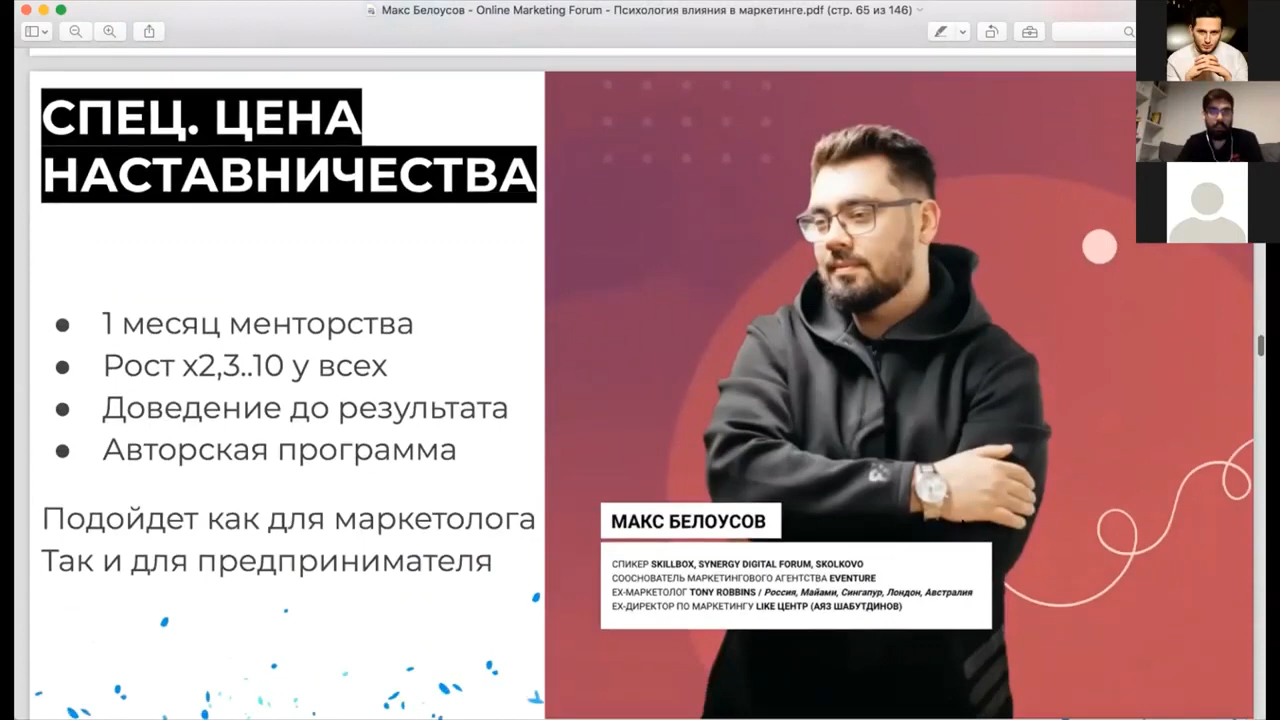 Макс Белоусов - Online Marketing Forum - Психология влияния в маркетинге.pdf (стр. 65 из 146)
СПЕЦ. ЦЕНА
НАСТАВНИЧЕСТВА
● 1 месяц менторства
● Рост х2,3..10 у всех
● Доведение до результата
● Авторская программа
Подойдет как для маркетолога
Так и для предпринимателя
МАКС БЕЛОУСОВ
СПИКЕР SKILLBOX, SYNERGY DIGITAL FORUM, SKOLKOVO
СООСНОВАТЕЛЬ МАРКЕТИНГОВОГО АГЕНТСТВА EVENTURE
EX-МАРКЕТОЛОГ TONY ROBBINS / Россия, Майами, Сингапур, Лондон, Австралия
EX-ДИРЕКТОР ПО МАРКЕТИНГУ LIKE ЦЕНТР (АЯЗ ШАБУТДИНОВ)